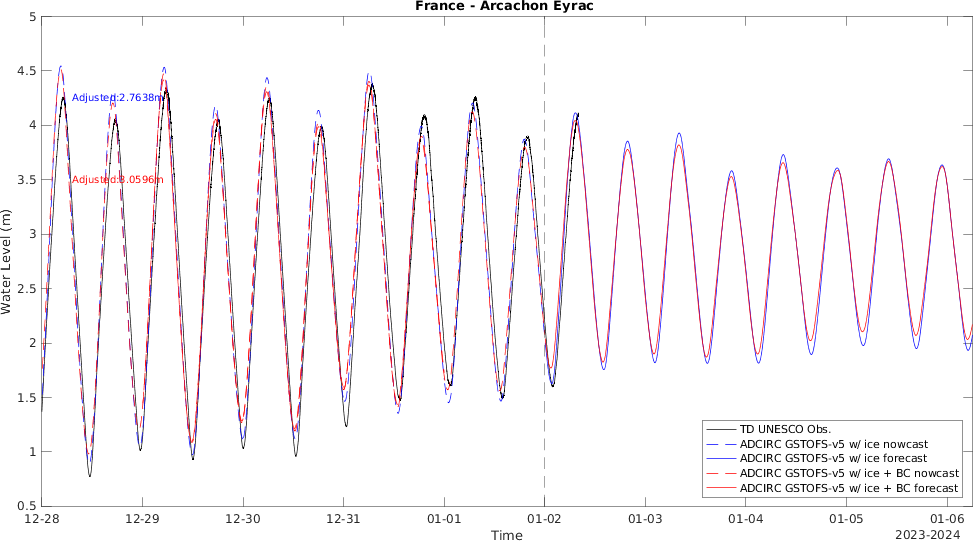 France - Arcachon Eyrac
5
4.5
4
3.5
3
2.5
2
1.5
1
0.5
Water Level (m)
Adjusted:2.7638m
Adjusted:3.0596m
TD UNESCO Obs.
ADCIRC GSTOFS-v5 w/ ice nowcast
ADCIRC GSTOFS-v5 w/ ice forecast
ADCIRC GSTOFS-v5 w/ ice + BC nowcast
ADCIRC GSTOFS-v5 w/ ice + BC forecast
12-28 12-29 12-30 12-31 01-01 01-02 01-03 01-04 01-05 01-06
Time
2023-2024